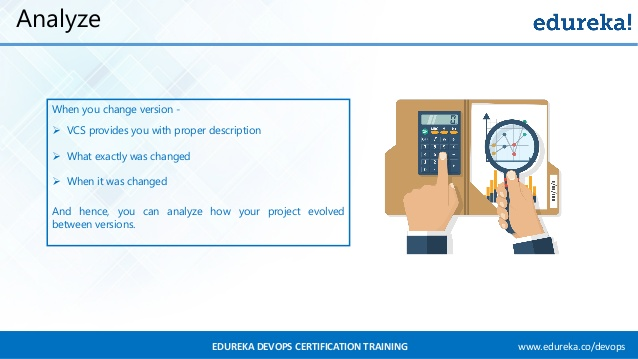 Analyze
edureka!
When you change version -
➢ VCS provides you with proper description
➢ What exactly was changed
➢ When it was changed
And hence, you can analyze how your project evolved
between versions.
EDUREKA DEVOPS CERTIFICATION TRAINING
www.edureka.co/devops